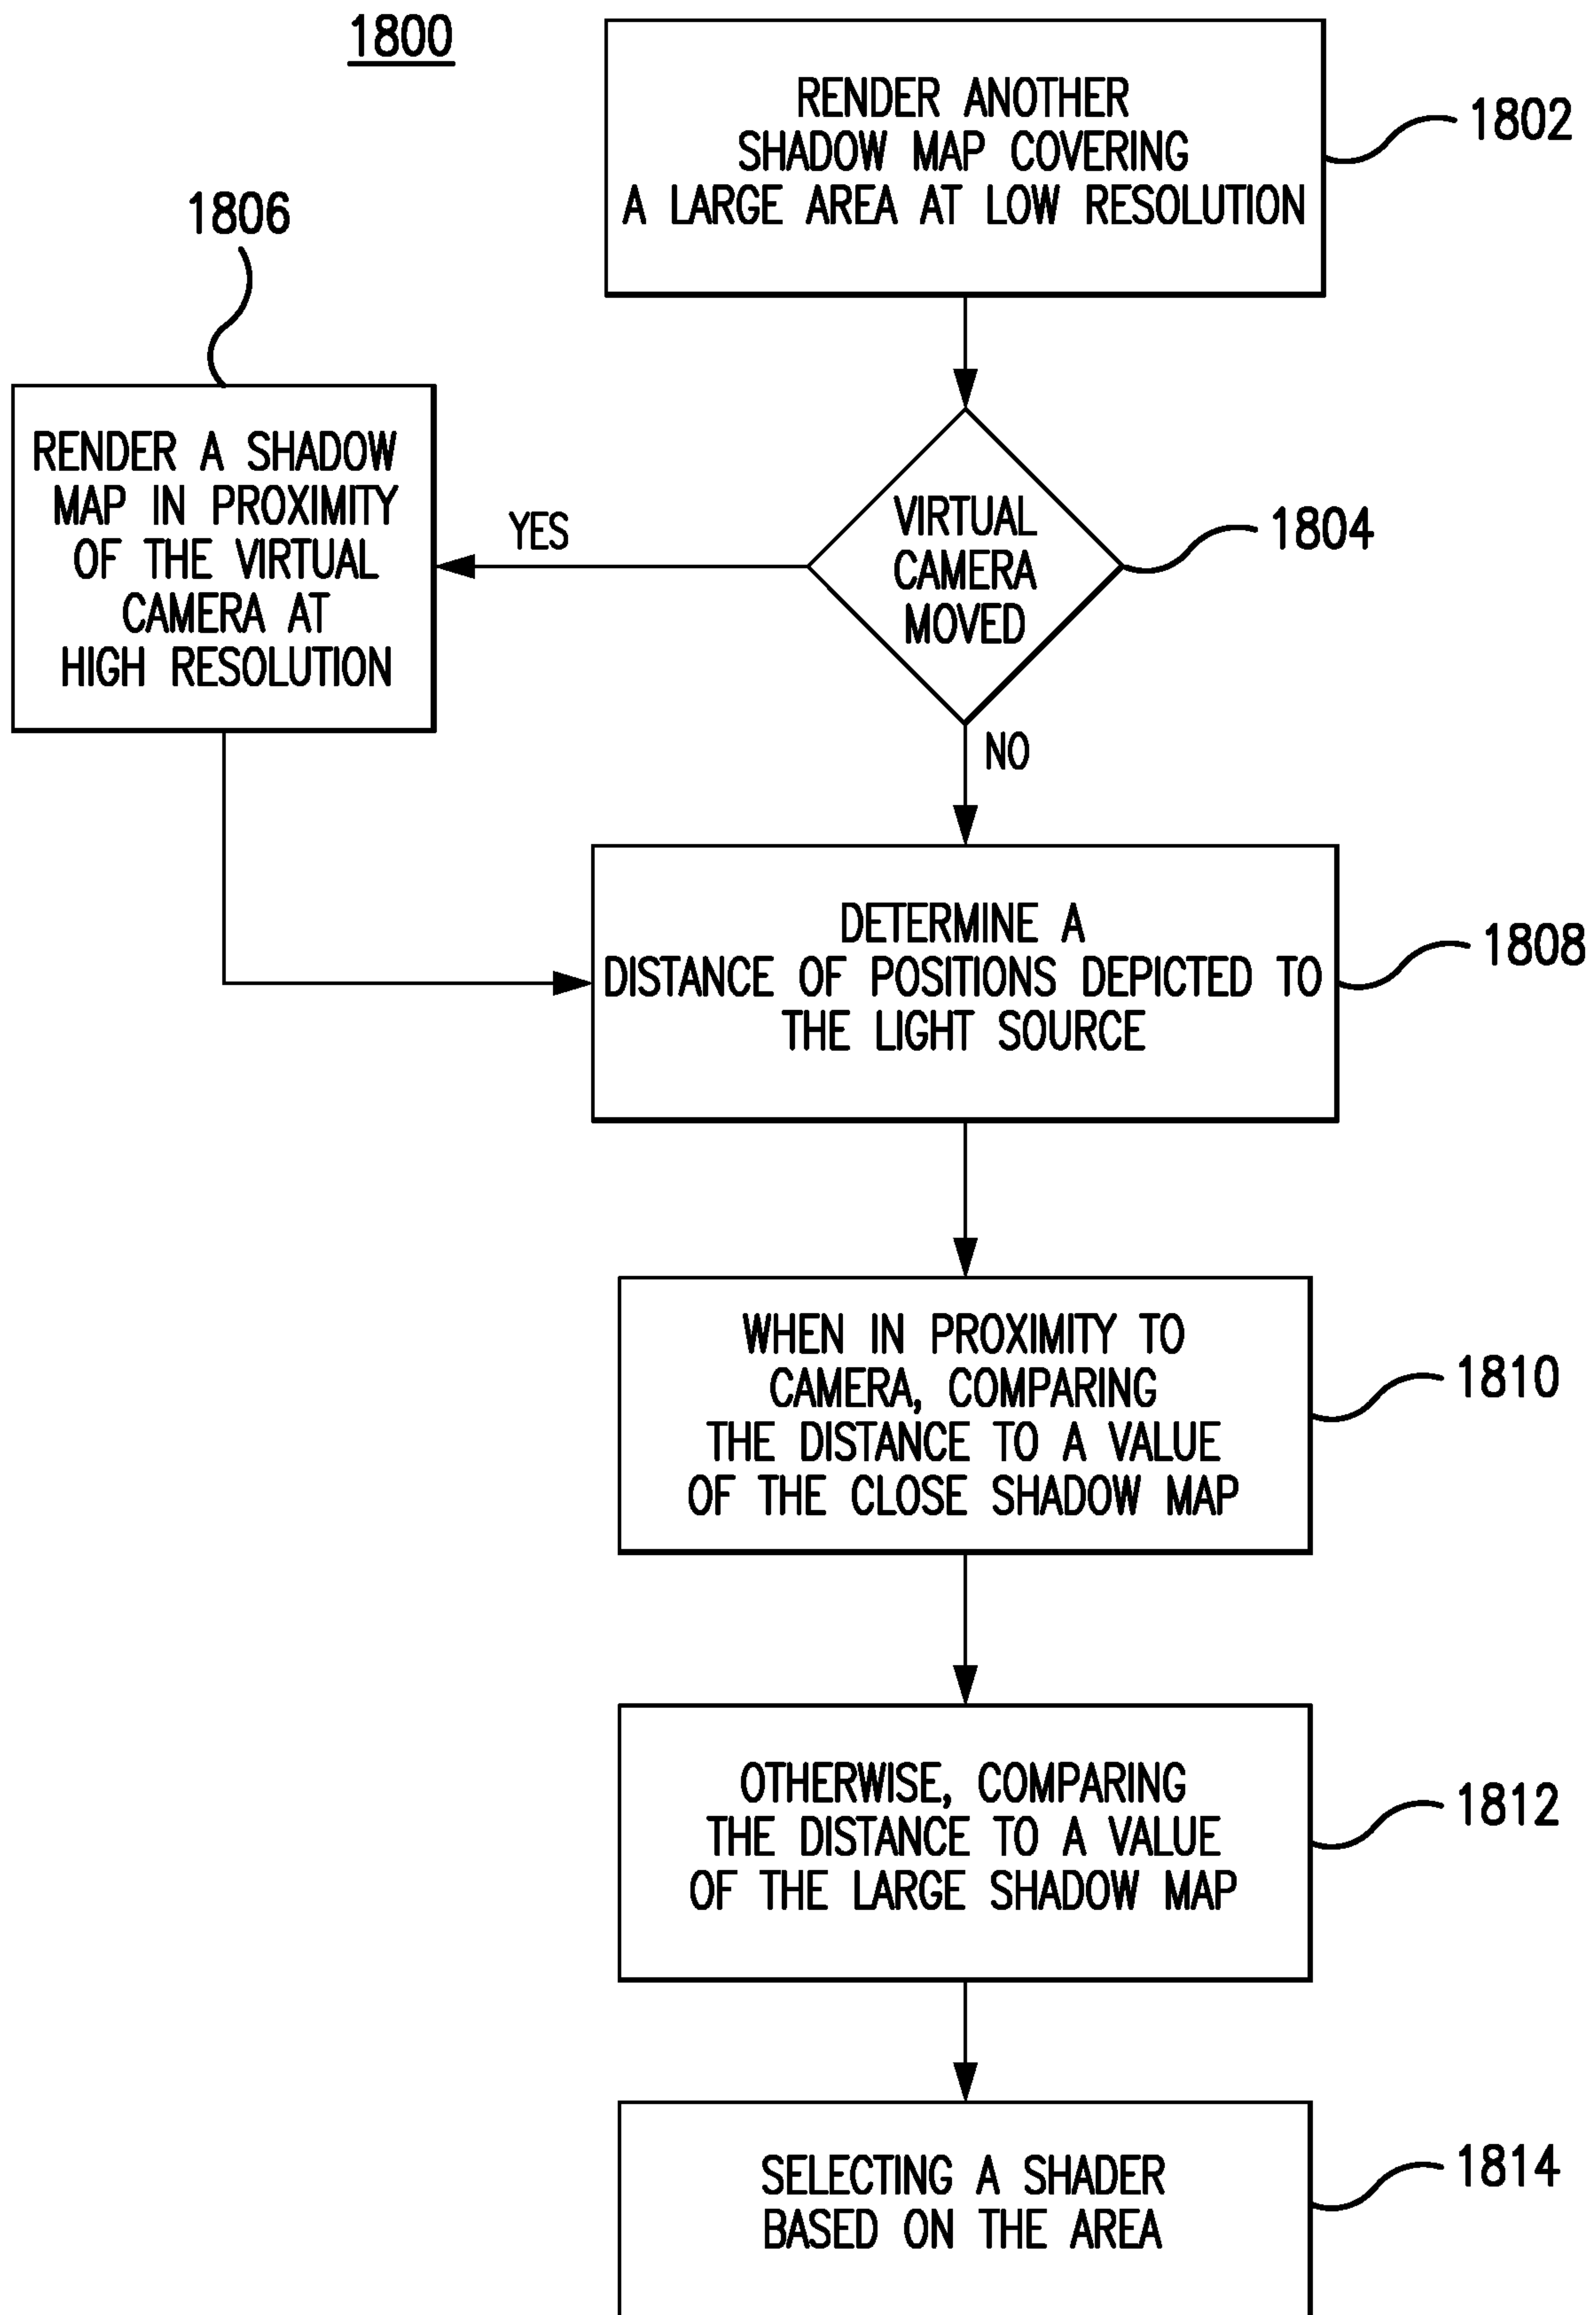 1800
RENDER ANOTHER
SHADOW MAP COVERING
A LARGE AREA AT LOW RESOLUTION
1802
1806
RENDER A SHADOW
MAP IN PROXIMITY
OF THE VIRTUAL
CAMERA AT
HIGH RESOLUTION
YES
VIRTUAL
CAMERA
MOVED
1804
NO
DETERMINE A
DISTANCE OF POSITIONS DEPICTED TO
THE LIGHT SOURCE
1808
WHEN IN PROXIMITY TO
CAMERA, COMPARING
THE DISTANCE TO A VALUE
OF THE CLOSE SHADOW MAP
1810
OTHERWISE, COMPARING
THE DISTANCE TO A VALUE
OF THE LARGE SHADOW MAP
1812
SELECTING A SHADER
BASED ON THE AREA
1814